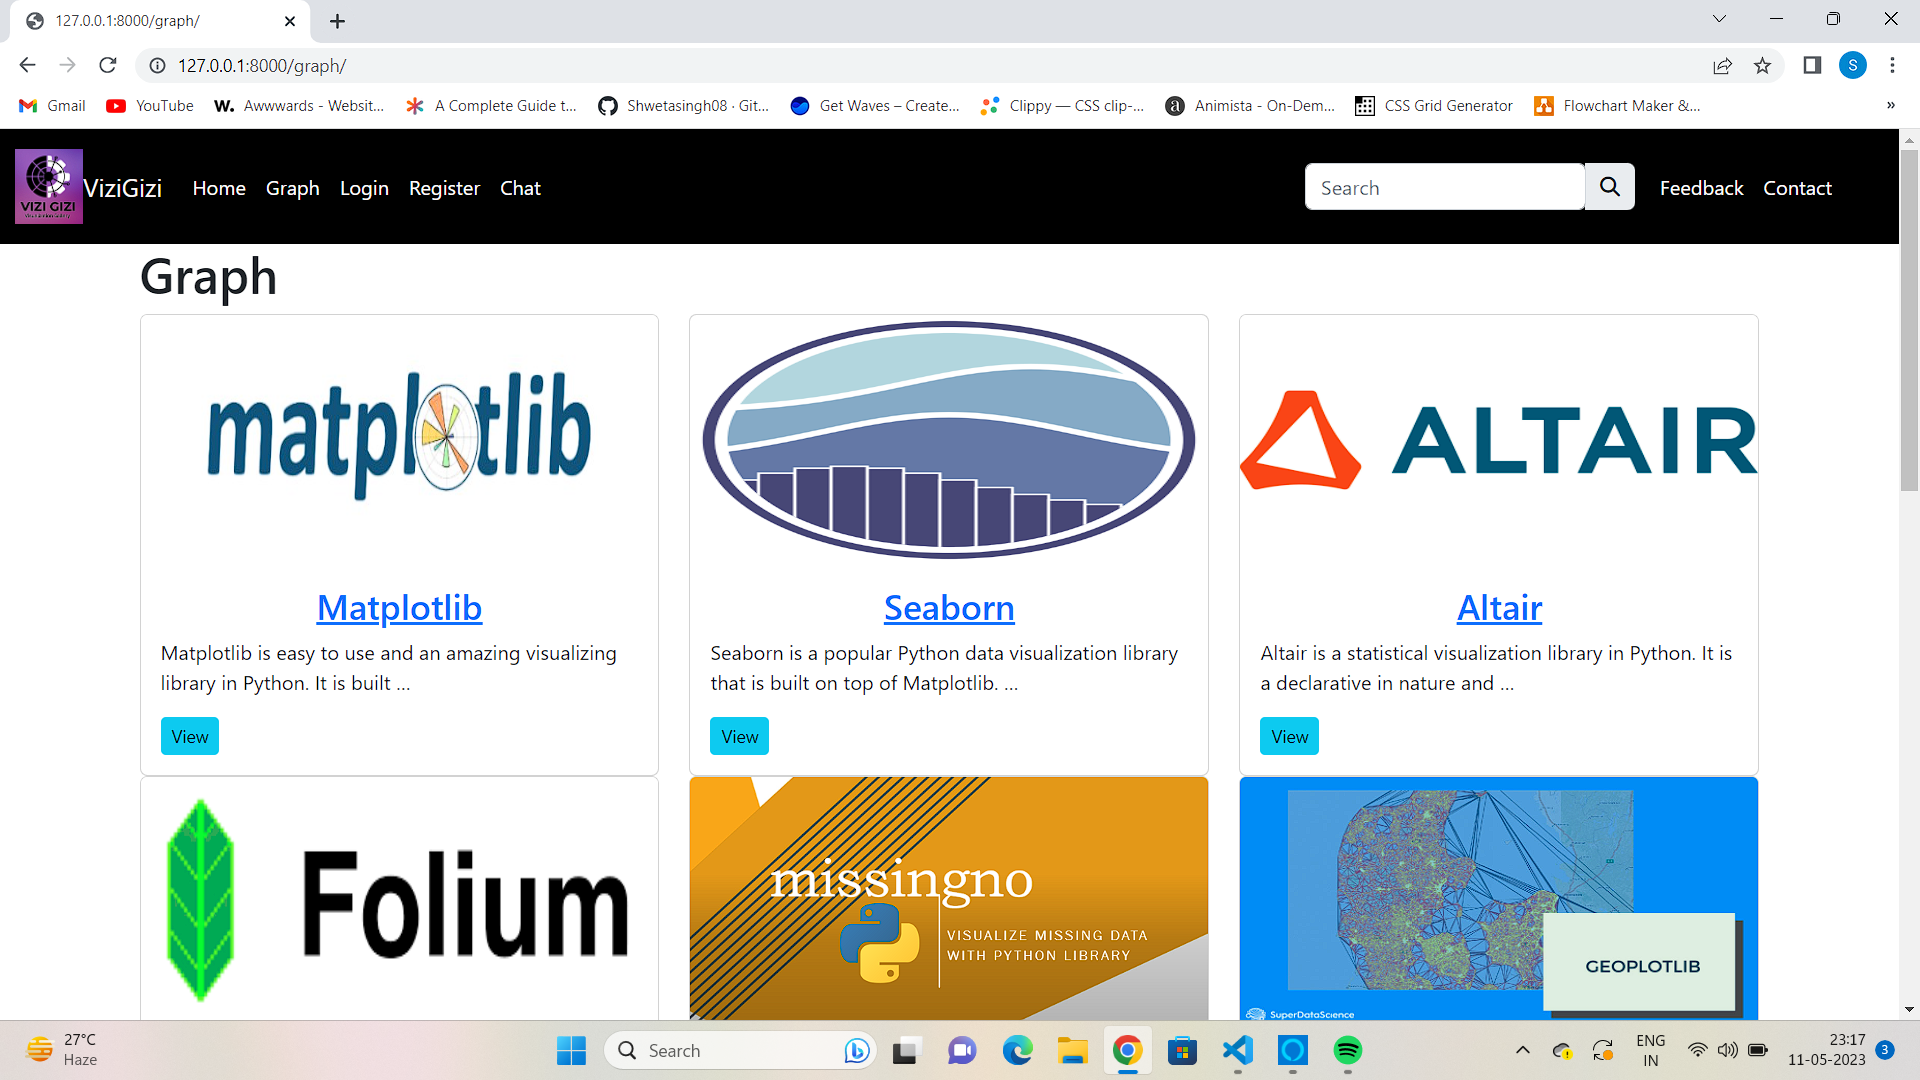 127.0.0.1:8000/graph/
127.0.0.1:8000/graph/
S
Gmail
YouTube
W. Awwwards - Websit...
A Complete Guide t...
Shwetasingh08 · Git...
Get Waves – Create...
Clippy — CSS clip-...
a Animista - On-Dem...
CSS Grid Generator
Flowchart Maker &...
»
VIZI GIZI
ViziGizi
Home
Graph
Login
Register
Chat
Search
Feedback
Contact
Graph
matplotlib
ALTAIR
Matplotlib
Matplotlib is easy to use and an amazing visualizing
library in Python. It is built ...
View
Seaborn
Seaborn is a popular Python data visualization library
that is built on top of Matplotlib. ...
View
Altair
Altair is a statistical visualization library in Python. It is
a declarative in nature and ...
View
Folium
missingno
VISUALIZE MISSING DATA
WITH PYTHON LIBRARY
GEOPLOTLIB
SuperDataScience
27°C
Haze
Search
ENG
IN
23:17
11-05-2023
3